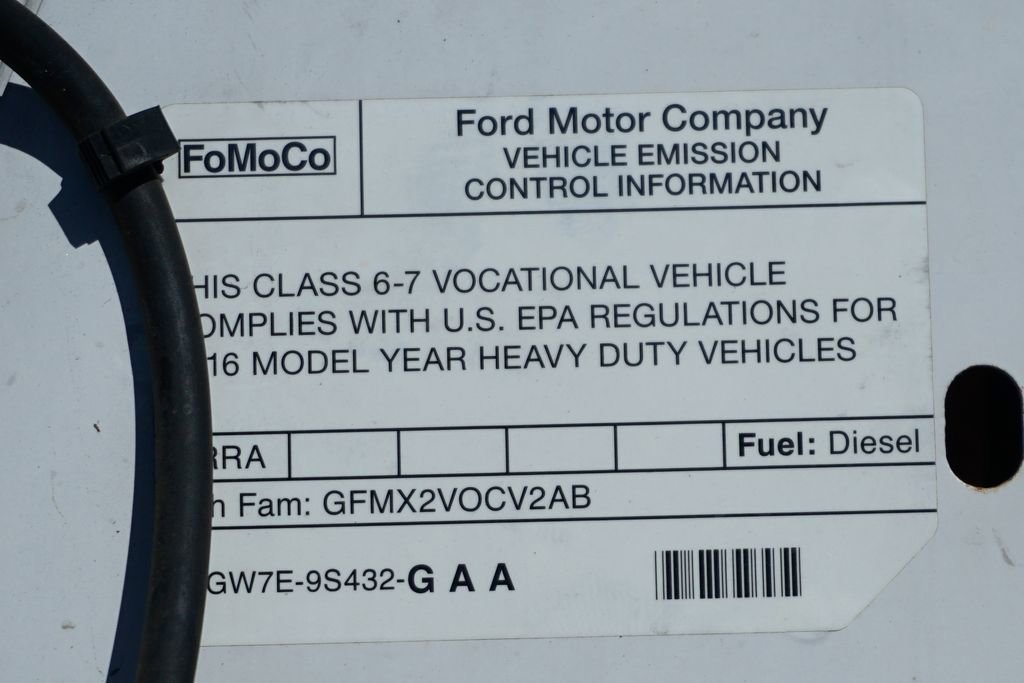 FoMoCo
Ford Motor Company
VEHICLE EMISSION
CONTROL INFORMATION
HIS CLASS 6-7 VOCATIONAL VEHICLE
OMPLIES WITH U.S. EPA REGULATIONS FOR
16 MODEL YEAR HEAVY DUTY VEHICLES
RRA
Fuel: Diesel
n Fam: GFMX2VOCV2AB
GW7E-9S432-GAA